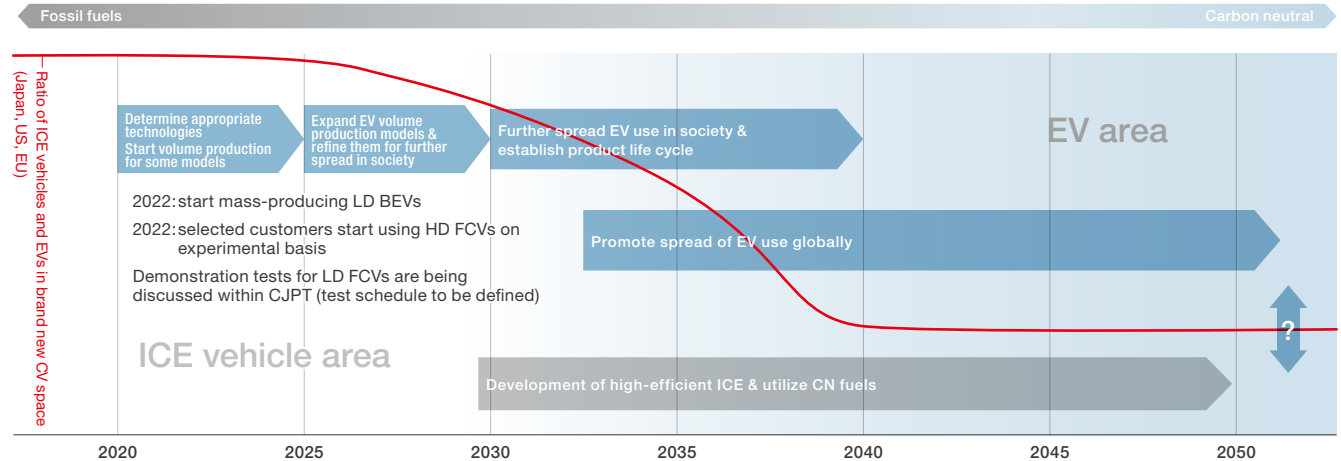 Fossil fuels
Carbon neutral
Ratio of ICE vehicles and EVs in brand new CV space
(Japan, US, EU)
Determine appropriate
technologies
Start volume production
for some models
Expand EV volume
production models &
refine them for further
spread in society
Further spread EV use in society &
establish product life cycle
EV area
2022:start mass-producing LD BEVs
2022:selected customers start using HD FCVs on
experimental basis
Demonstration tests for LD FCVs are being
discussed within CJPT (test schedule to be defined)
Promote spread of EV use globally
?
ICE vehicle area
Development of high-efficient ICE & utilize CN fuels
2020
2025
2030
2035
2040
2045
2050